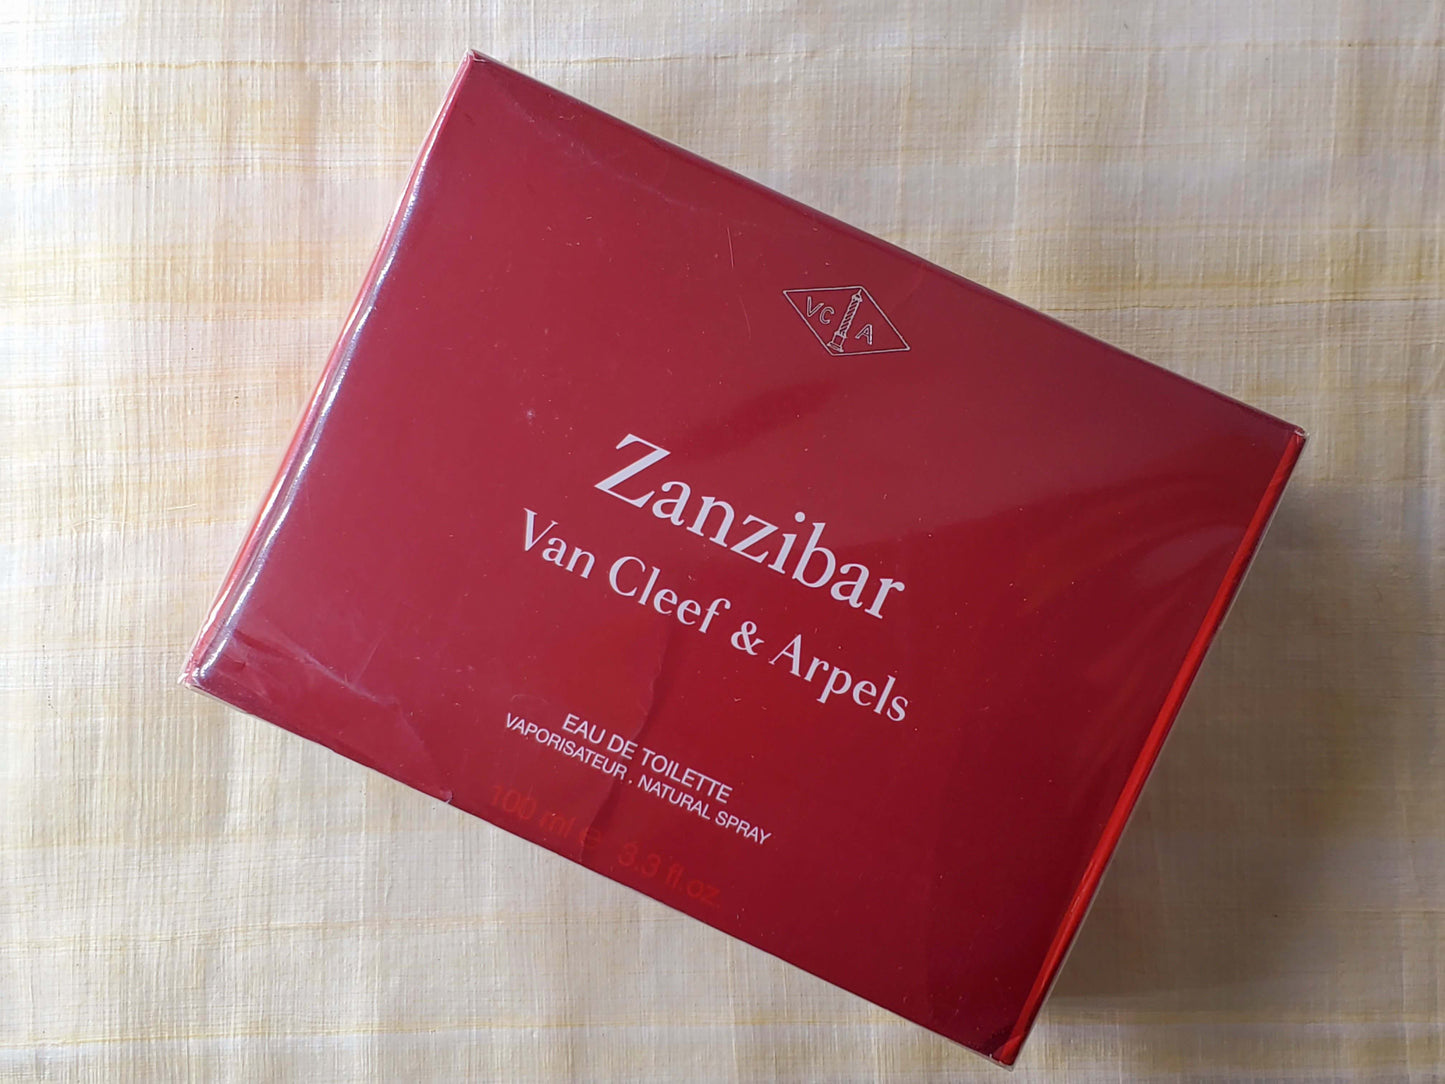 VC A
Zanzibar
Van Cleef & Arpels
EAU DE TOILETTE
VAPORISATEUR . NATURAL SPRAY
100 ml e 3.3 fl.oz.